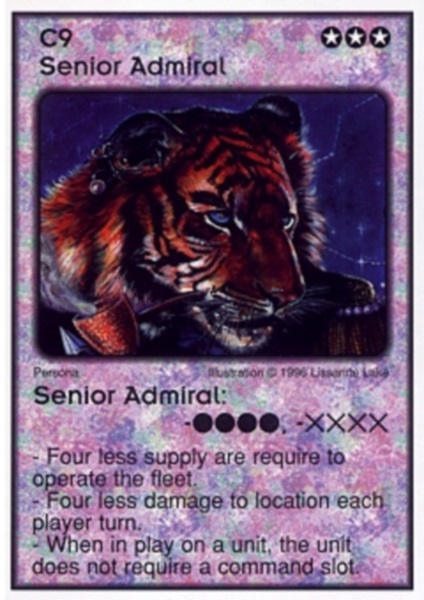 C9
Senior Admiral
Persona Illustration © 1996 Lissanne Lake
Senior Admiral:
-●●●●, -XXXX
- Four less supply are require to
operate the fleet.
- Four less damage to location each
player turn.
- When in play on a unit, the unit
does not require a command slot.